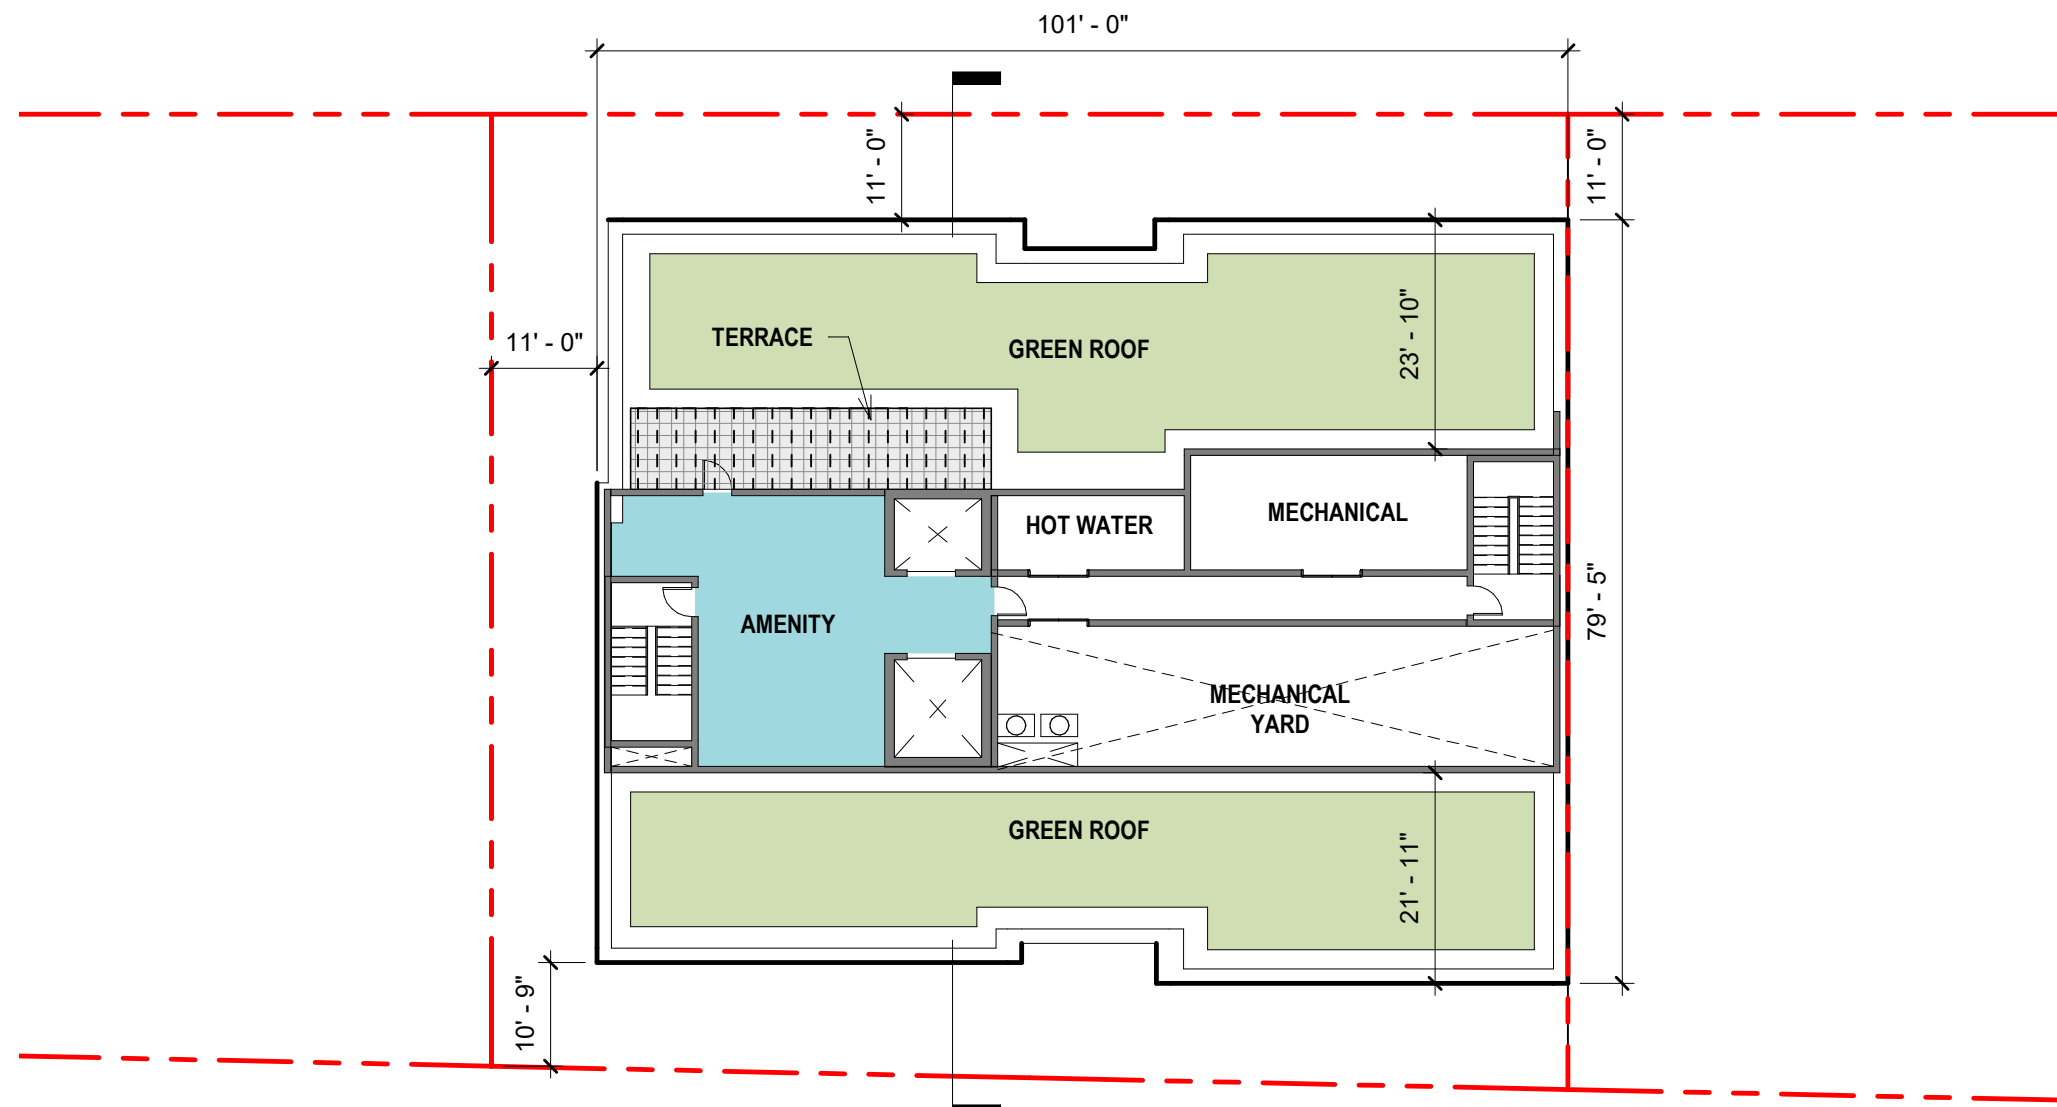 101' - 0"
11' - 0"
11' - 0"
11' - 0"
TERRACE
GREEN ROOF
23' - 10"
HOT WATER
MECHANICAL
AMENITY
79' - 5"
MECHANICAL
YARD
GREEN ROOF
21' - 11"
10' - 9"